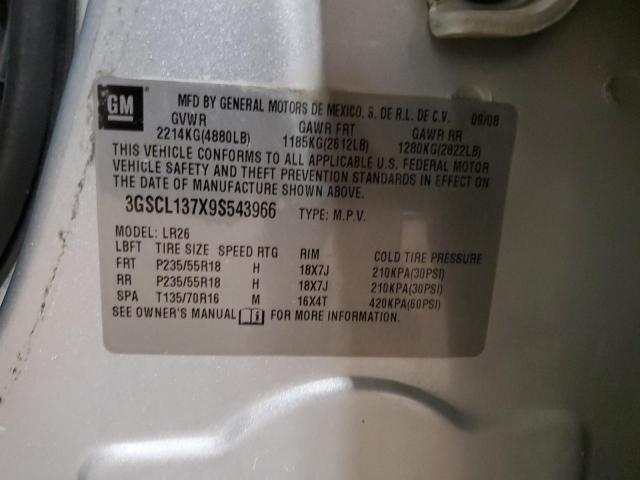 GM
MFD BY GENERAL MOTORS DE MEXICO, S. DE R.L. DE C.V. 09/08
GVWR GAWR FRT GAWR RR
2214KG(4880LB) 1185KG(2612LB) 1280KG(2822LB)
THIS VEHICLE CONFORMS TO ALL APPLICABLE U.S. FEDERAL MOTOR
VEHICLE SAFETY AND THEFT PREVENTION STANDARDS IN EFFECT ON
THE DATE OF MANUFACTURE SHOWN ABOVE.
3GSCL137X9S543966 TYPE: M.P.V.
MODEL: LR26
LBFT TIRE SIZE SPEED RTG RIM COLD TIRE PRESSURE
FRT P235/55R18 H 18X7J 210KPA(30PSI)
RR P235/55R18 H 18X7J 210KPA(30PSI)
SPA T135/70R16 M 16X4T 420KPA(60PSI)
SEE OWNER'S MANUAL i FOR MORE INFORMATION.